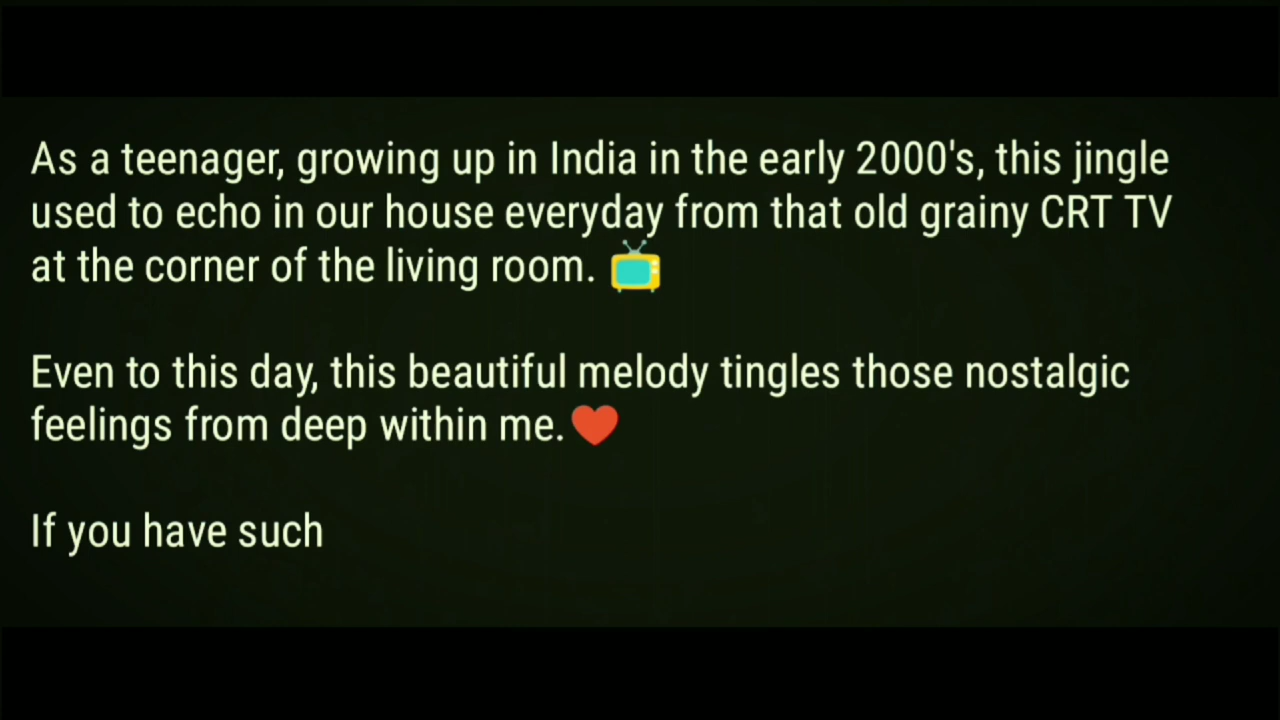 As a teenager, growing up in India in the early 2000's, this jingle
used to echo in our house everyday from that old grainy CRT TV
at the corner of the living room. 📺
Even to this day, this beautiful melody tingles those nostalgic
feelings from deep within me.❤️
If you have such